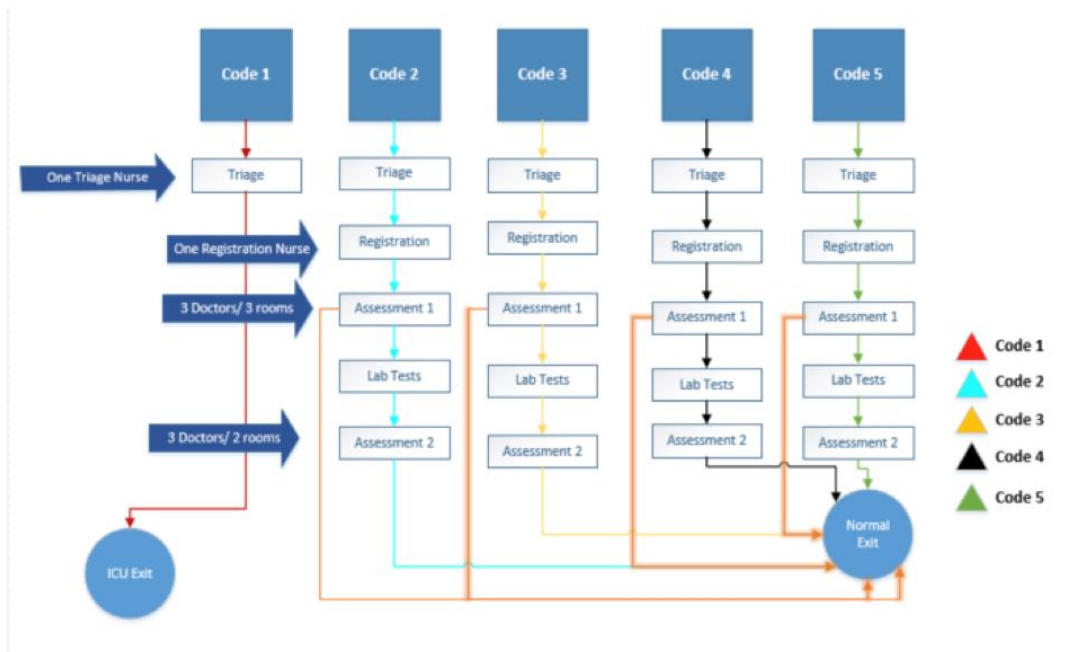 Code 1
Code 2
Code 3
Code 4
Code 5
One Triage Nurse
Triage
Triage
Triage
Triage
Triage
One Registration Nurse
Registration
Registration
Registration
Registration
3 Doctors/ 3 rooms
Assessment 1
Assessment 1
Assessment 1
Assessment 1
Code 1
Code 2
Code 3
Code 4
Code 5
Lab Tests
Lab Tests
Lab Tests
Lab Tests
3 Doctors/ 2 rooms
Assessment 2
Assessment 2
Assessment 2
Assessment 2
Normal
Exit
ICU Exit